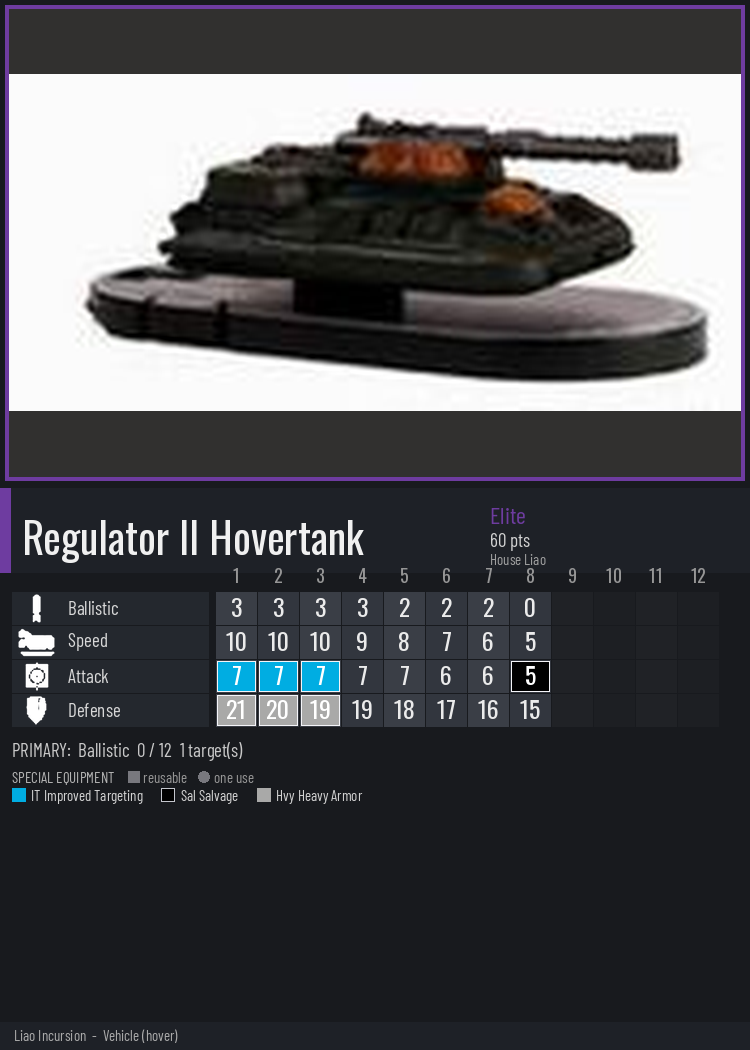 Regulator II Hovertank
Elite
60 pts
House Liao
1 2 3 4 5 6 7 8 9 10 11 12
Ballistic 3 3 3 3 2 2 2 0
Speed 10 10 10 9 8 7 6 5
Attack 7 7 7 7 7 6 6 5
Defense 21 20 19 19 18 17 16 15
PRIMARY: Ballistic 0 / 12 1 target(s)
SPECIAL EQUIPMENT reusable one use
IT Improved Targeting Sal Salvage Hvy Heavy Armor
Liao Incursion - Vehicle (hover)